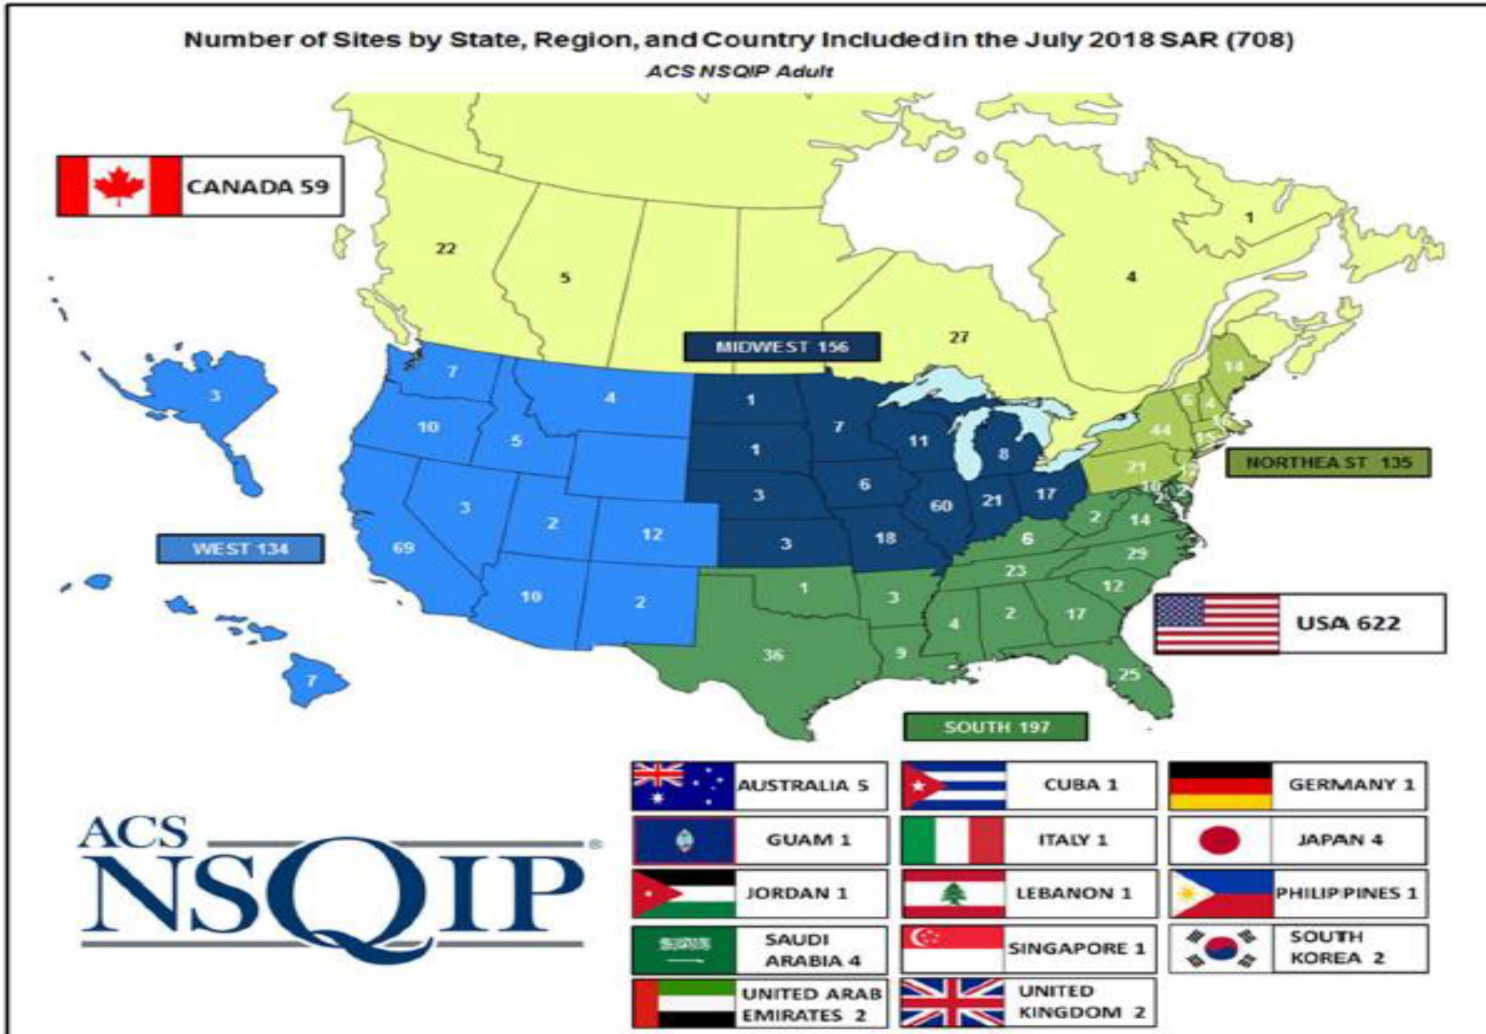 Number of Sites by State, Region, and Country Included in the July 2018 SAR (708)
ACS NSQIP Adult
CANADA 59
1
22
5
4
27
MIDWEST 156
7
4
1
14
3
6
4
10
5
1
7
11
8
44
16
15
NORTHEAST 135
21
3
6
60
21
17
2
3
2
12
3
18
6
2
14
WEST 134
69
29
23
10
2
1
3
12
4
2
17
USA 622
36
9
25
7
SOUTH 197
AUSTRALIA 5
CUBA 1
GERMANY 1
GUAM 1
ITALY 1
JAPAN 4
JORDAN 1
LEBANON 1
PHILIPPINES 1
SAUDI
ARABIA 4
SINGAPORE 1
SOUTH
KOREA 2
UNITED ARAB
EMIRATES 2
UNITED
KINGDOM 2
ACS
NSQIP®